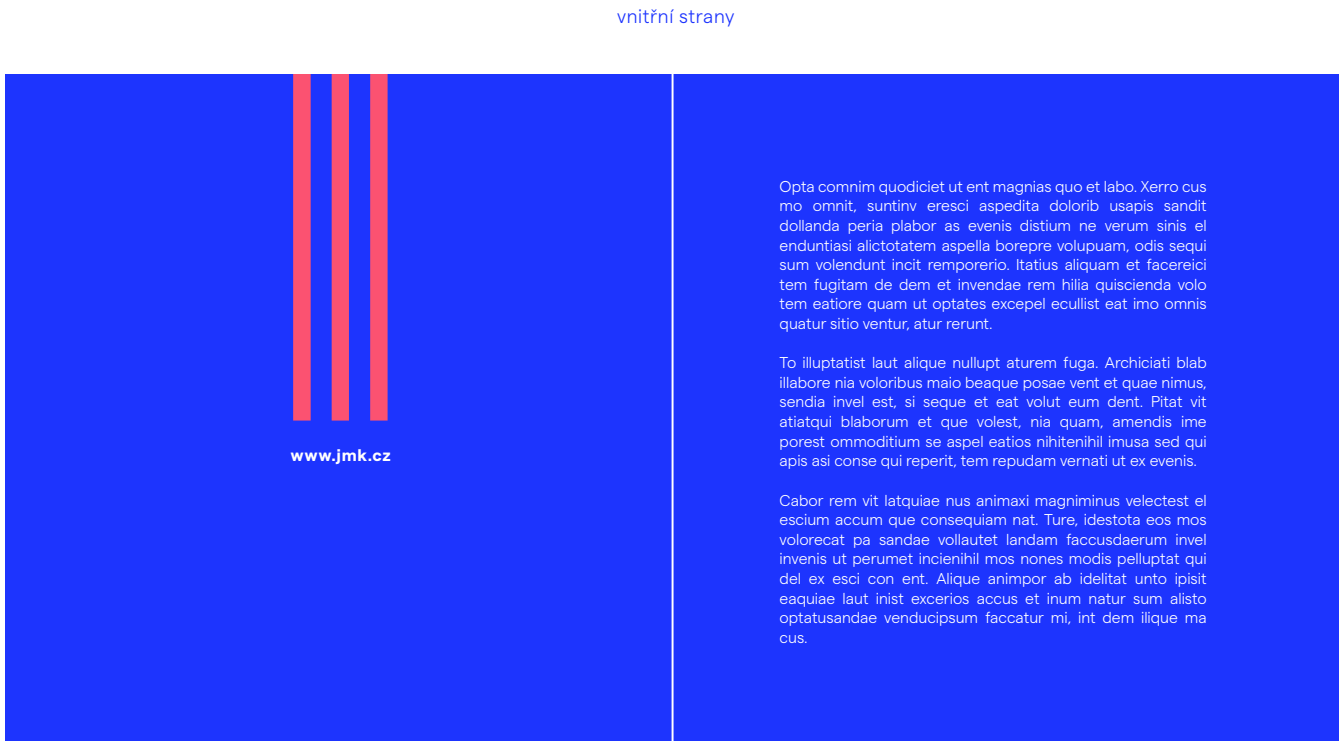 vnitřní strany
www.jmk.cz
Opta comnim quodiciet ut ent magnias quo et labo. Xerro cus
mo omnit, suntinv eresci aspedita dolorib usapis sandit
dollanda peria plabor as evenis distium ne verum sinis el
enduntiasi alictotatem aspella borepre volupuam, odis sequi
sum volendunt incit remporerio. Itatius aliquam et facereici
tem fugitam de dem et invendae rem hilia quiscienda volo
tem eatiore quam ut optates excepel ecullist eat imo omnis
quatur sitio ventur, atur rerunt.
To illuptatist laut alique nullupt aturem fuga. Archiciati blab
illabore nia voloribus maio beaque posae vent et quae nimus,
sendia invel est, si seque et eat volut eum dent. Pitat vit
atiatqui blaborum et que volest, nia quam, amendis ime
porest ommoditium se aspel eatios nihitenihil imusa sed qui
apis asi conse qui reperit, tem repudam vernati ut ex evenis.
Cabor rem vit latquiae nus animaxi magniminus velectest el
escium accum que consequiam nat. Ture, idestota eos mos
volorecat pa sandae vollautet landam faccusdaerum invel
invenis ut perumet incienihil mos nones modis pelluptat qui
del ex esci con ent. Alique animpor ab idelitat unto ipisit
eaquiae laut inist excerios accus et inum natur sum alisto
optatusandae venducipsum faccatur mi, int dem ilique ma
cus.